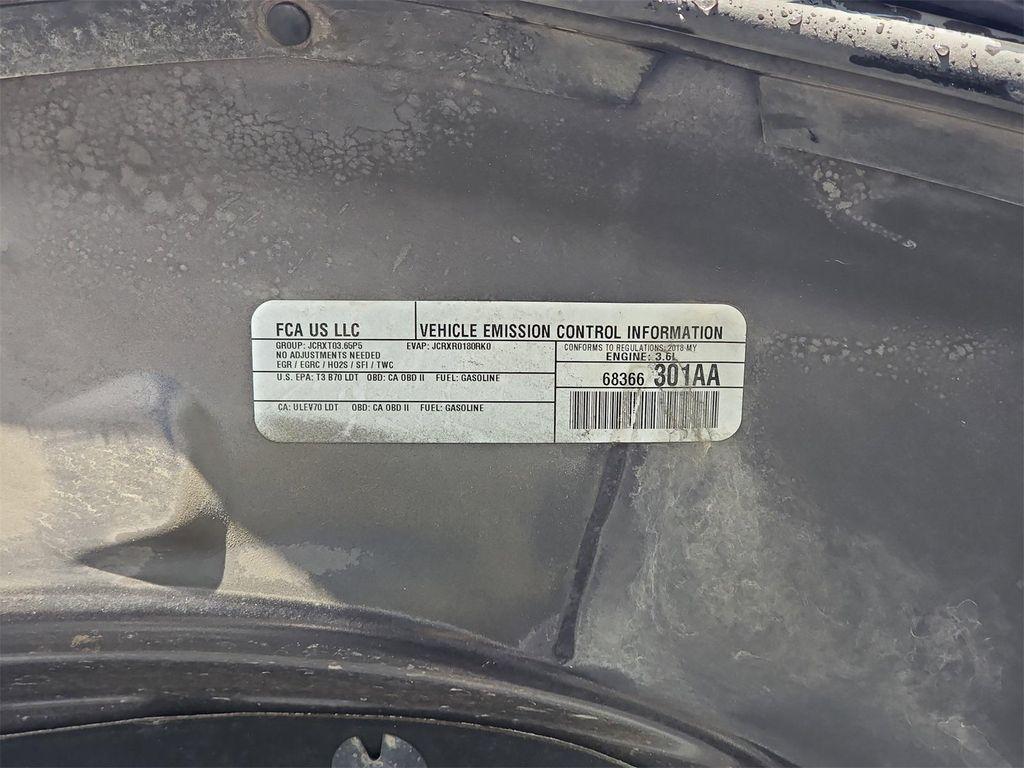 FCA US LLC
VEHICLE EMISSION CONTROL INFORMATION
GROUP: JCRXT03.65P5 EVAP: JCRXR0180RK0
NO ADJUSTMENTS NEEDED
EGR / EGRC / HO2S / SFI / TWC
CONFORMS TO REGULATIONS: 2018 MY
ENGINE: 3.6L
U.S. EPA: T3 B70 LDT OBD: CA OBD II FUEL: GASOLINE
68366 301AA
CA: ULEV70 LDT OBD: CA OBD II FUEL: GASOLINE